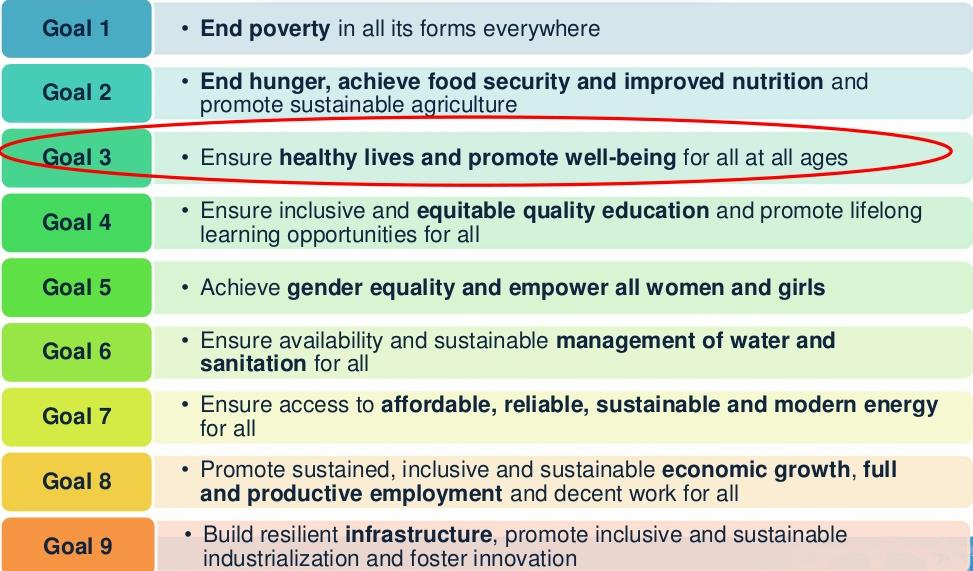 Goal 1
• End poverty in all its forms everywhere
Goal 2
• End hunger, achieve food security and improved nutrition and
promote sustainable agriculture
Goal 3
• Ensure healthy lives and promote well-being for all at all ages
Goal 4
• Ensure inclusive and equitable quality education and promote lifelong
learning opportunities for all
Goal 5
• Achieve gender equality and empower all women and girls
Goal 6
• Ensure availability and sustainable management of water and
sanitation for all
Goal 7
• Ensure access to affordable, reliable, sustainable and modern energy
for all
Goal 8
• Promote sustained, inclusive and sustainable economic growth, full
and productive employment and decent work for all
Goal 9
• Build resilient infrastructure, promote inclusive and sustainable
industrialization and foster innovation